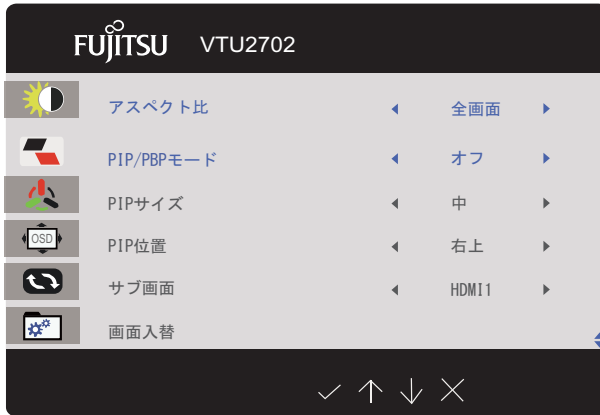 FUJITSU VTU2702
アスペクト比 全画面
PIP/PBPモード オフ
PIPサイズ 中
PIP位置 右上
OSD
サブ画面 HDMI1
画面入替